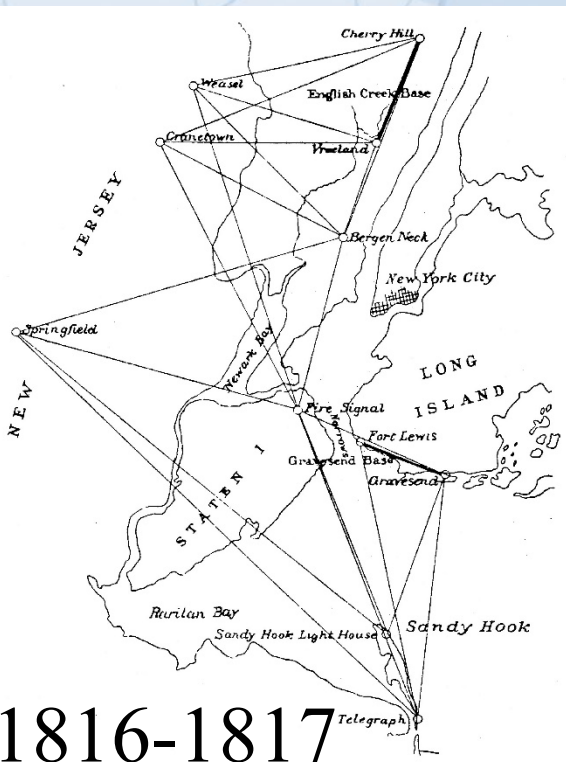 Cherry Hill
Weasel
English Creek Base
Cranetown
Vreeland
JERSEY
Bergen Neck
New York City
Springfield
Newark Bay
LONG
ISLAND
NEW
Fire Signal
Narrows
Fort Lewis
Gravesend Base
Gravesend
STATEN I
Raritan Bay
Sandy Hook
Sandy Hook Light House
Telegraph
1816-1817